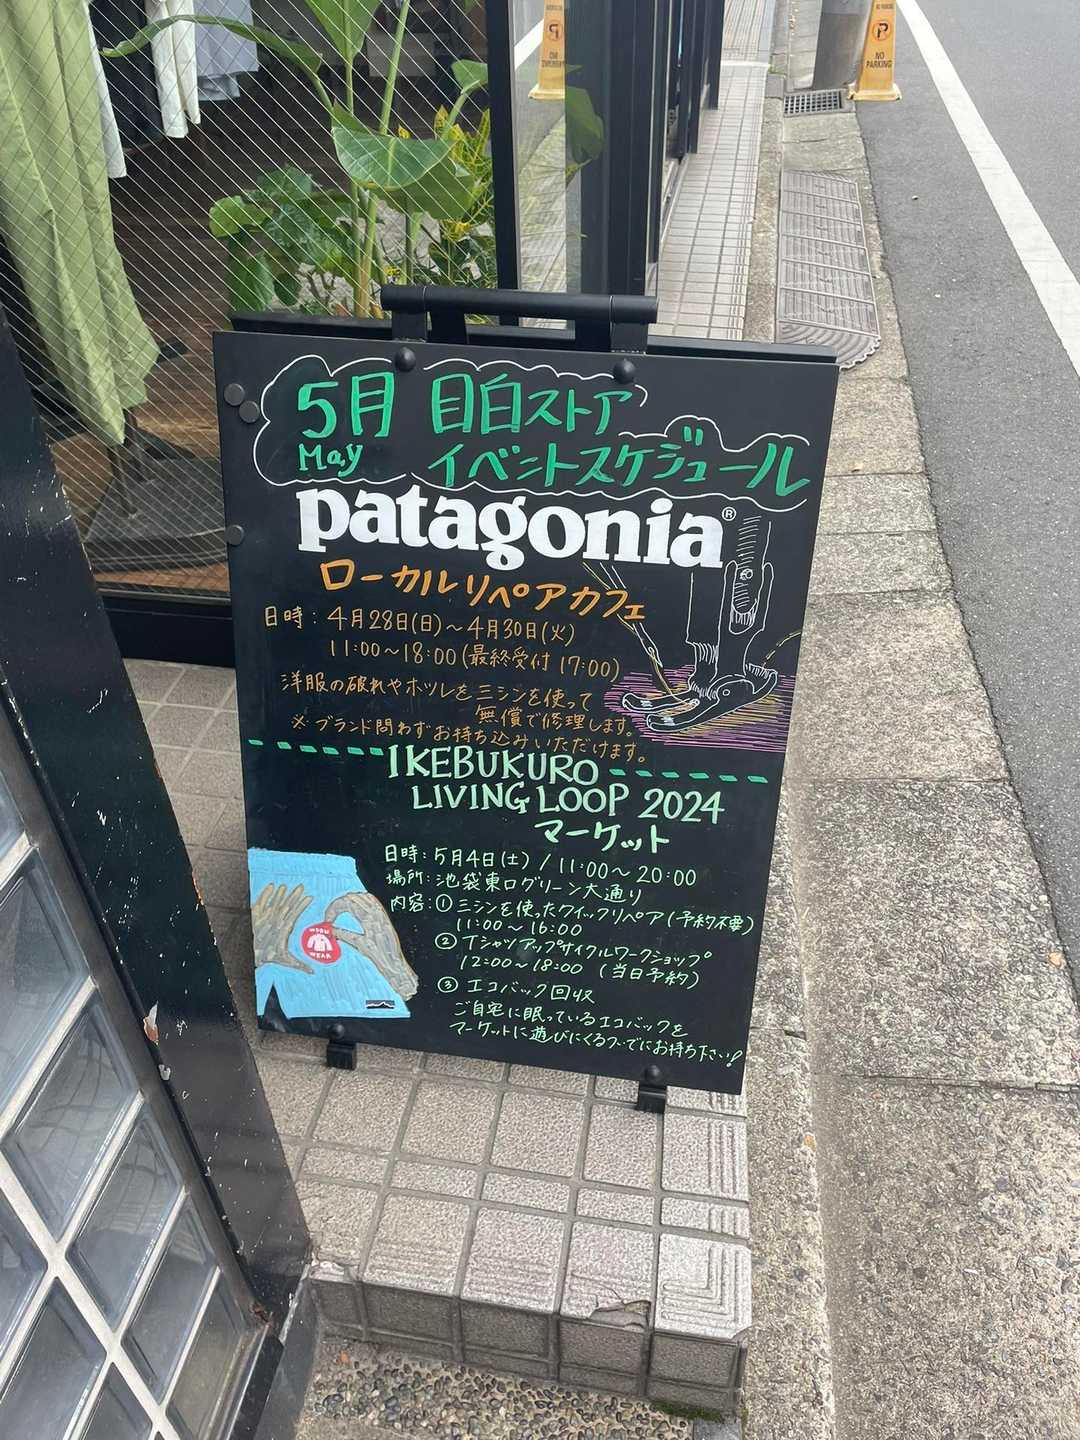 5月 目白ストア
May イベントスケジュール
patagonia®
ローカルリペアカフェ
日時：4月28日(日)～4月30日(火)
11:00～18:00(最終受付 17:00)
洋服の破れやホツレをミシンを使って
無償で修理します。
※ブランド問わずお持ち込みいただけます。
IKEBUKURO
LIVING LOOP 2024
マーケット
日時：5月4日(土)/11:00～20:00
場所：池袋東口グリーン大通り
内容：①ミシンを使ったクイックリペア(予約不要)
11:00～16:00
②Tシャツアップサイクルワークショップ
12:00～18:00 (当日予約)
③エコバック回収
ご自宅に眠っているエコバックを
マーケットに遊びにくるついでにお持ち下さい!
WORN
WEAR
NO
PARKING